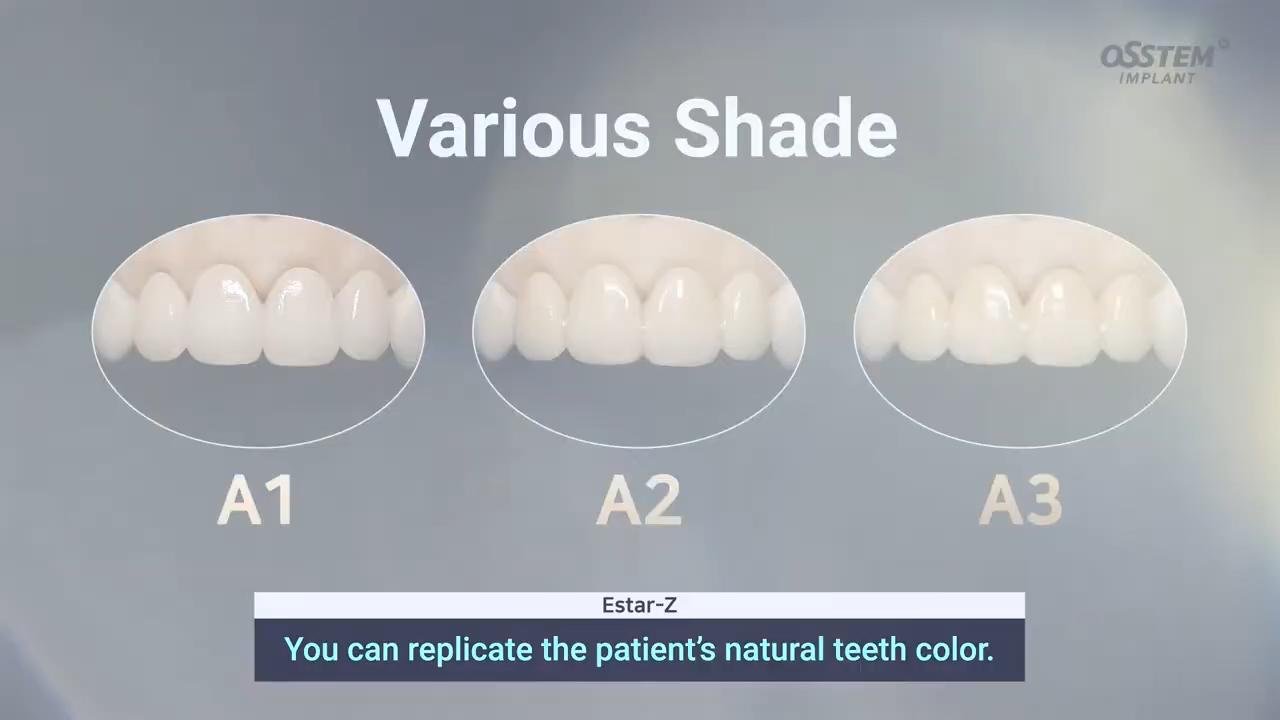 OSSTEM
IMPLANT
Various Shade
A1
A2
A3
Estar-Z
You can replicate the patient's natural teeth color.